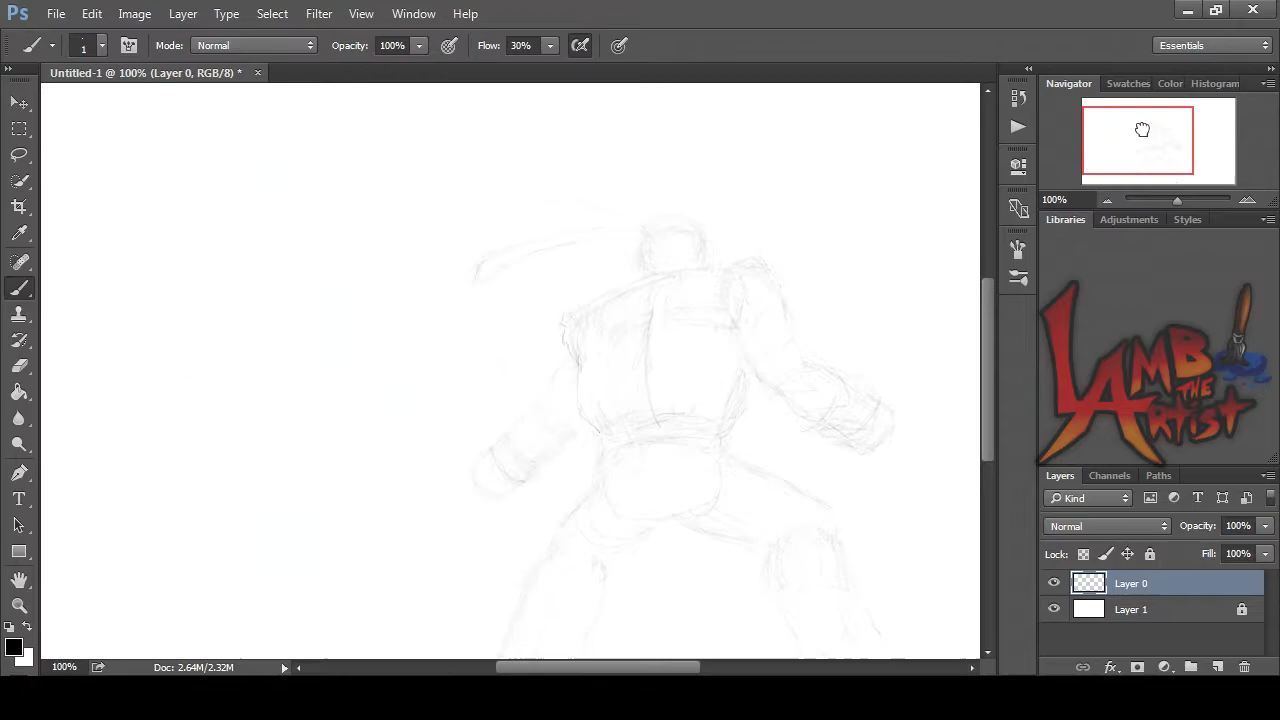 Ps File Edit Image Layer Type Select Filter View Window Help
1 Mode: Normal Opacity: 100% Flow: 30% Essentials
Untitled-1 @ 100% (Layer 0, RGB/8) *
Navigator Swatches Color Histogram
100%
Libraries Adjustments Styles
LAMB
THE
ARTIST
Layers Channels Paths
Kind
Normal Opacity: 100%
Lock: Fill: 100%
Layer 0
Layer 1
100% Doc: 2.64M/2.32M